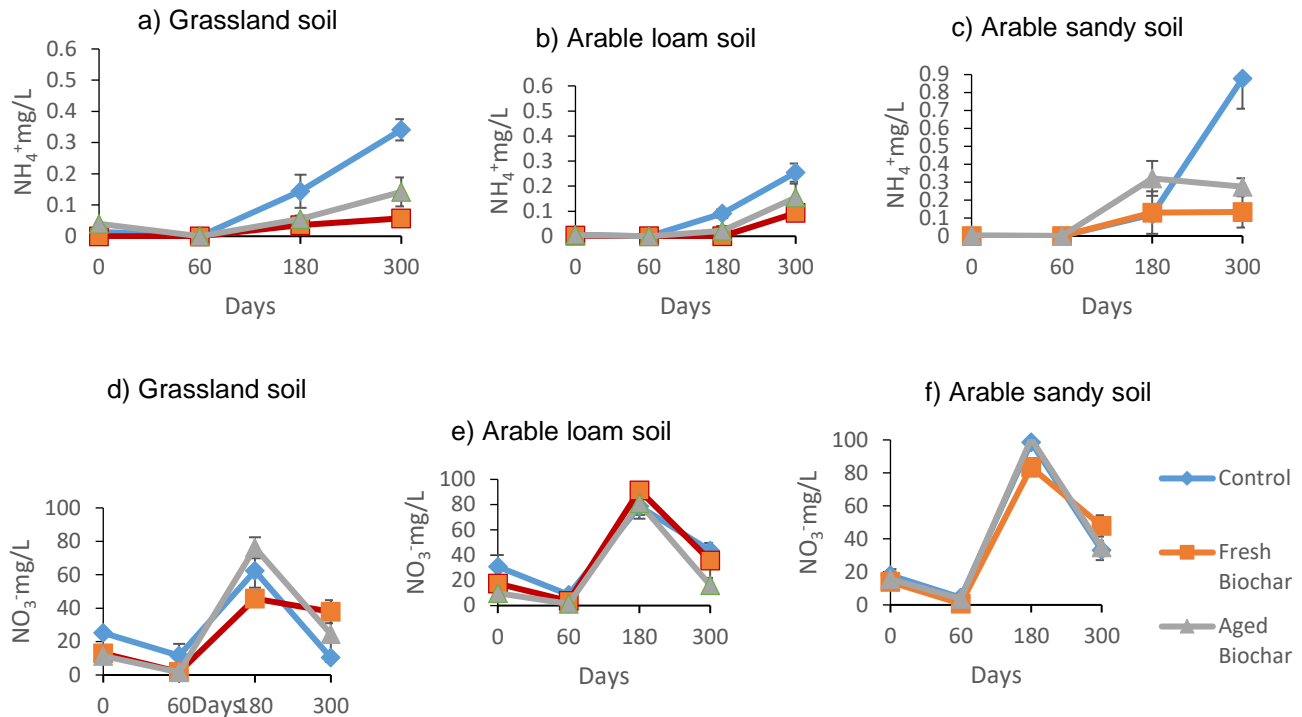 a) Grassland soil
0.6
0.5
0.4
0.3
0.2
0.1
0
NH₄⁺mg/L
0 60 180 300
Days
b) Arable loam soil
0.6
0.5
0.4
0.3
0.2
0.1
0
NH₄⁺mg/L
0 60 180 300
Days
c) Arable sandy soil
0.9
0.8
0.7
0.6
0.5
0.4
0.3
0.2
0.1
0
NH₄⁺mg/L
0 60 180 300
Days
d) Grassland soil
100
80
60
40
20
0
NO₃⁻mg/L
0 60 180 300
Days
e) Arable loam soil
100
80
60
40
20
0
NO₃⁻mg/L
0 60 180 300
Days
f) Arable sandy soil
100
80
60
40
20
0
NO₃⁻mg/L
0 60 180 300
Days
Control
Fresh
Biochar
Aged
Biochar